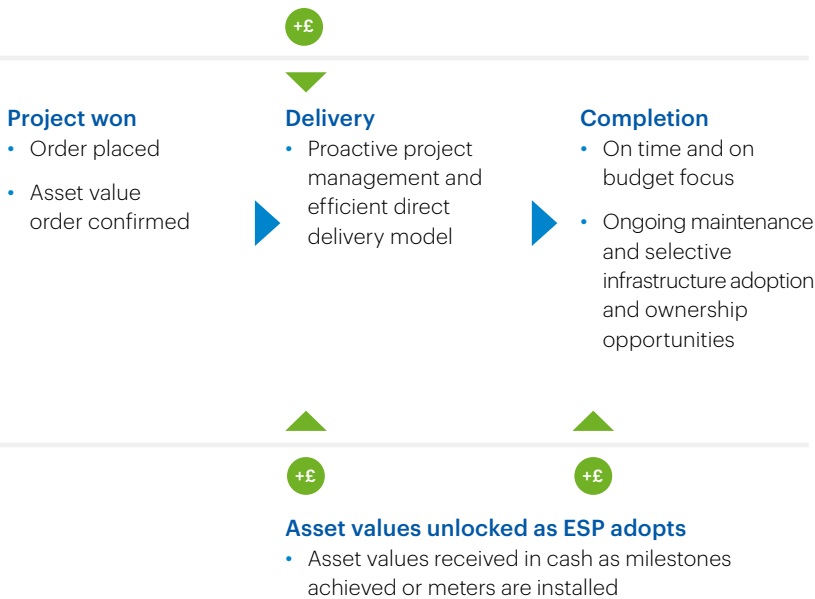 +£
Project won
• Order placed
• Asset value
order confirmed
Delivery
• Proactive project
management and
efficient direct
delivery model
Completion
• On time and on
budget focus
• Ongoing maintenance
and selective
infrastructure adoption
and ownership
opportunities
+£
+£
Asset values unlocked as ESP adopts
• Asset values received in cash as milestones
achieved or meters are installed